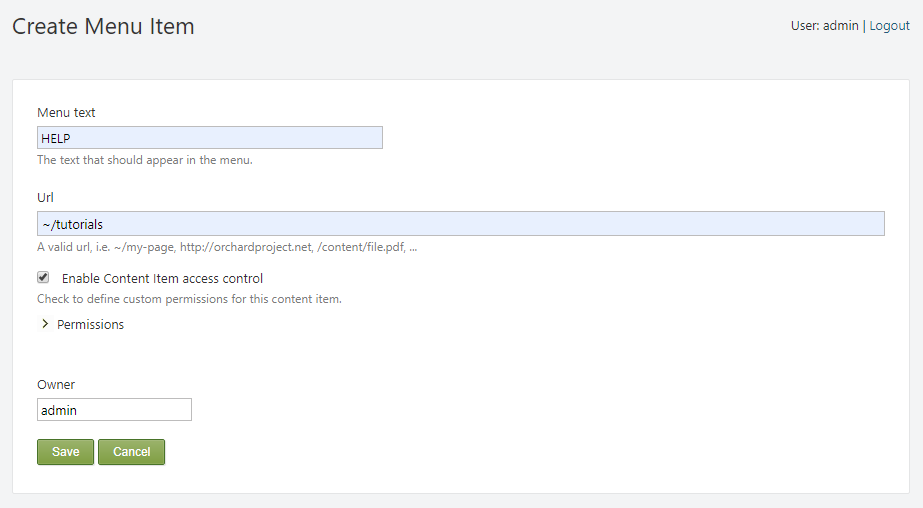 Create Menu Item
User: admin | Logout
Menu text
HELP
The text that should appear in the menu.
Url
~/tutorials
A valid url, i.e. ~/my-page, http://orchardproject.net, /content/file.pdf, ...
Enable Content Item access control
Check to define custom permissions for this content item.
Permissions
Owner
admin
Save Cancel